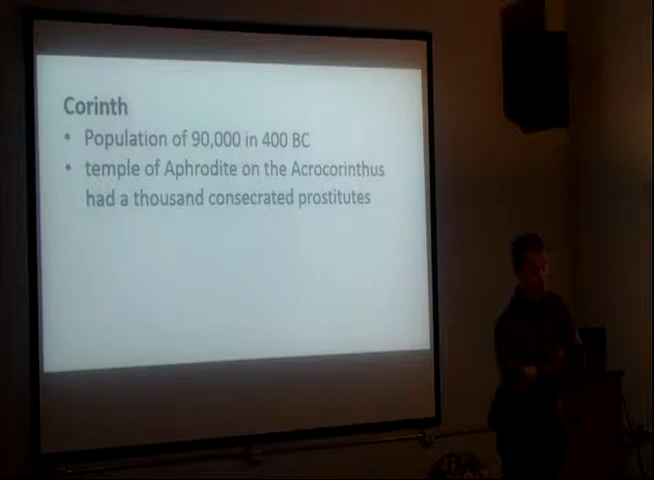 Corinth
• Population of 90,000 in 400 BC
• temple of Aphrodite on the Acrocorinthus
had a thousand consecrated prostitutes